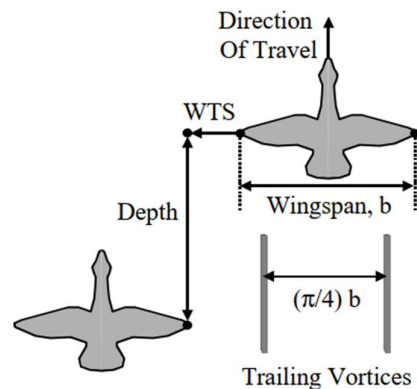 Direction
Of Travel
WTS
Depth
Wingspan, b
(π/4) b
Trailing Vortices